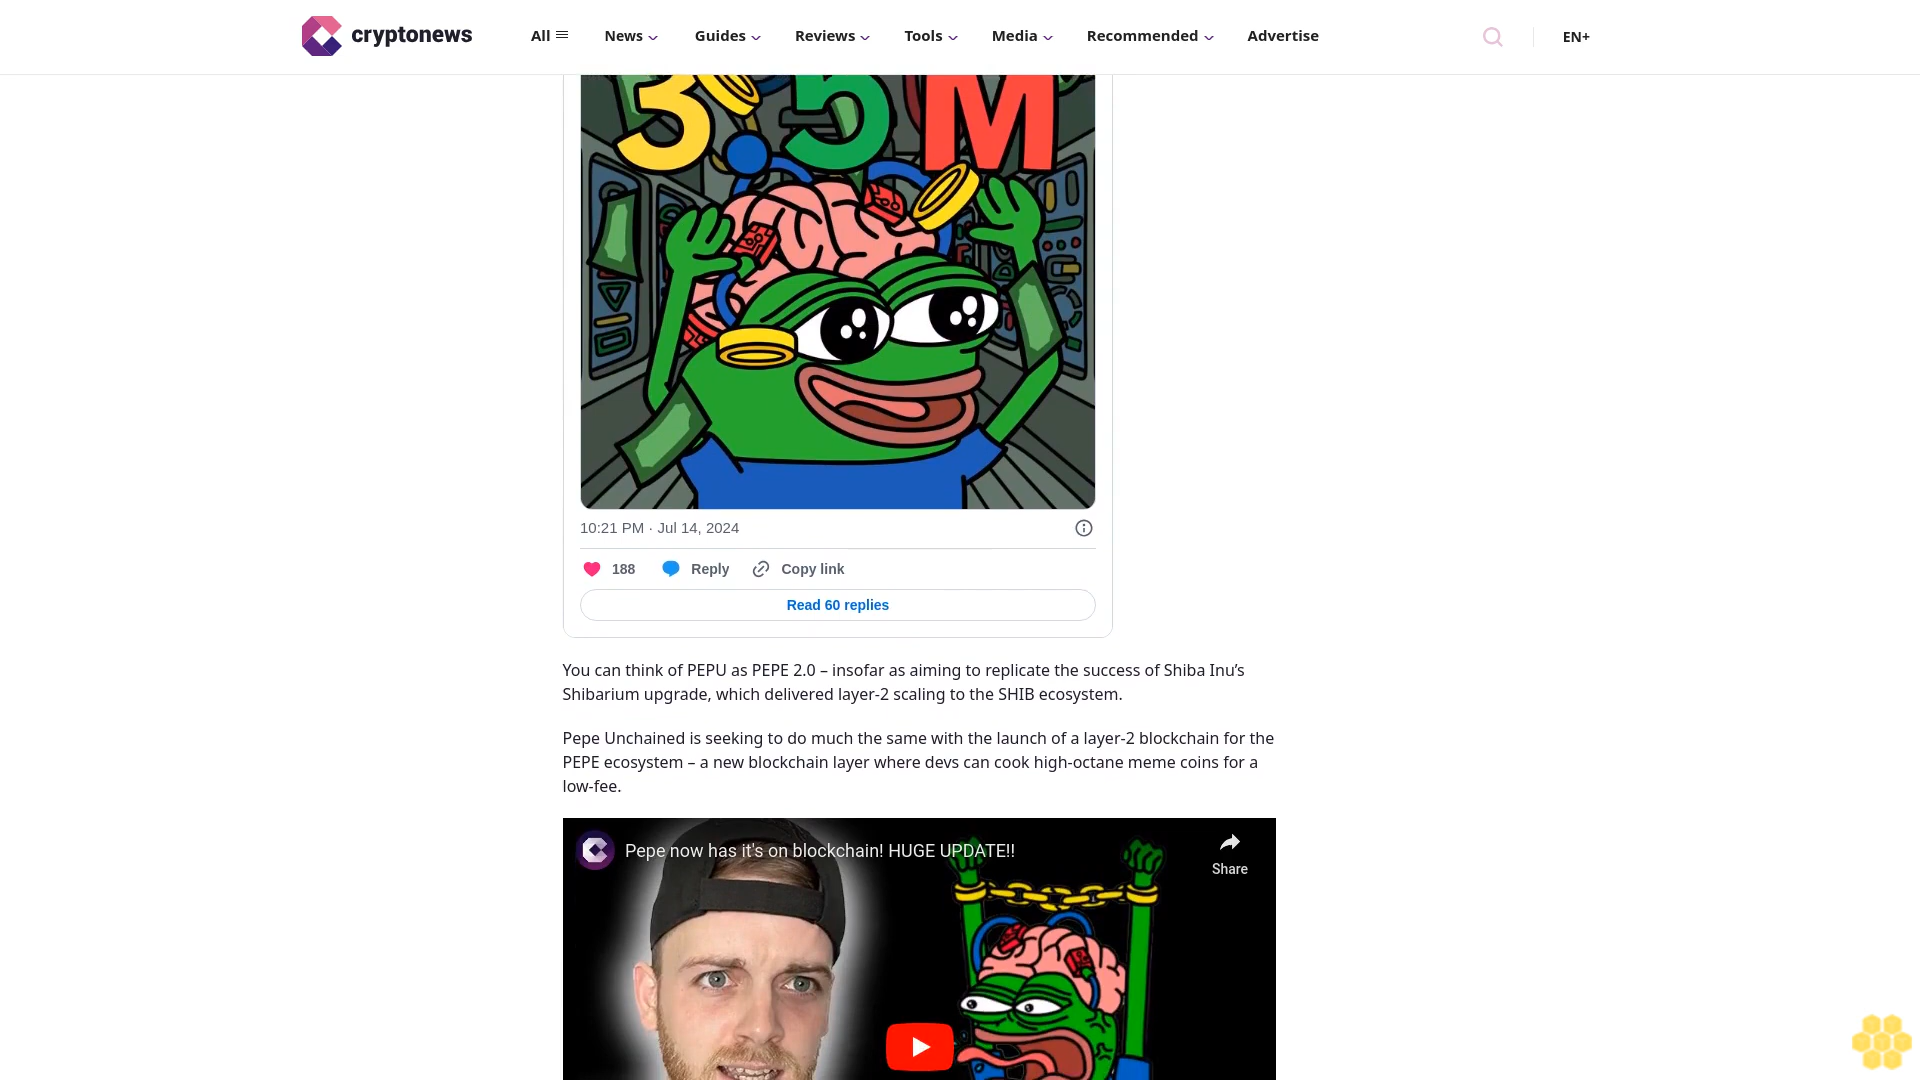 cryptonews
All
News
Guides
Reviews
Tools
Media
Recommended
Advertise
EN+
3.5M
10:21 PM · Jul 14, 2024
188
Reply
Copy link
Read 60 replies
You can think of PEPU as PEPE 2.0 – insofar as aiming to replicate the success of Shiba Inu’s
Shibarium upgrade, which delivered layer-2 scaling to the SHIB ecosystem.
Pepe Unchained is seeking to do much the same with the launch of a layer-2 blockchain for the
PEPE ecosystem – a new blockchain layer where devs can cook high-octane meme coins for a
low-fee.
Pepe now has it's on blockchain! HUGE UPDATE!!
Share